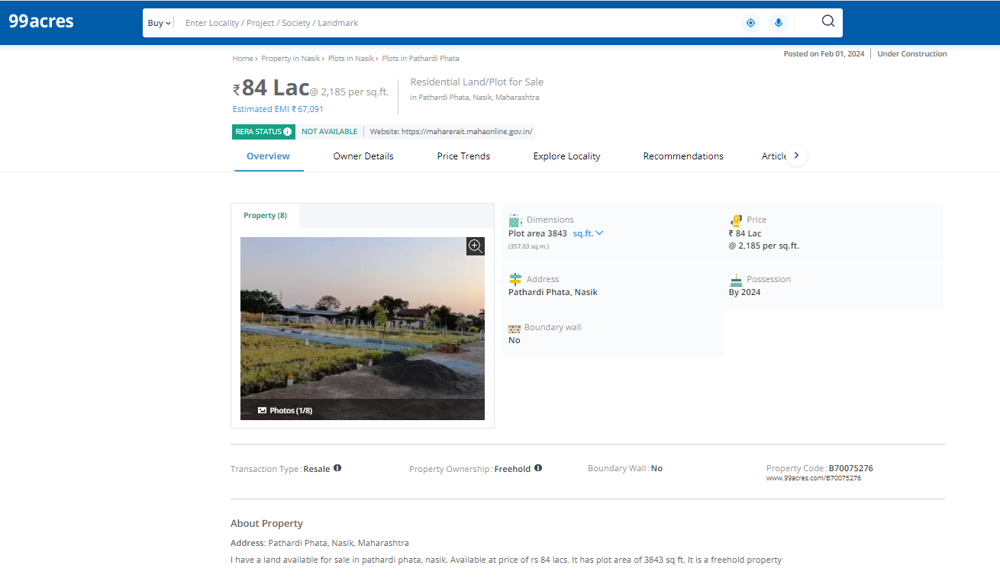 99acres
Buy
Enter Locality / Project / Society / Landmark
Home › Property in Nasik › Plots in Nasik › Plots in Pathardi Phata
Posted on Feb 01, 2024 | Under Construction
₹84 Lac@ 2,185 per sq.ft.
Estimated EMI ₹ 67,091
Residential Land/Plot for Sale
in Pathardi Phata, Nasik, Maharashtra
RERA STATUS NOT AVAILABLE | Website: https://maharerait.mahaonline.gov.in/
Overview Owner Details Price Trends Explore Locality Recommendations Article
Property (8)
Photos (1/8)
Dimensions
Plot area 3843 sq.ft.
(357.03 sq.m.)
Price
₹ 84 Lac
@ 2,185 per sq.ft.
Address
Pathardi Phata, Nasik
Possession
By 2024
Boundary wall
No
Transaction Type : Resale
Property Ownership : Freehold
Boundary Wall : No
Property Code : B70075276
www.99acres.com/B70075276
About Property
Address: Pathardi Phata, Nasik, Maharashtra
I have a land available for sale in pathardi phata, nasik. Available at price of rs 84 lacs. It has plot area of 3843 sq ft. It is a freehold property